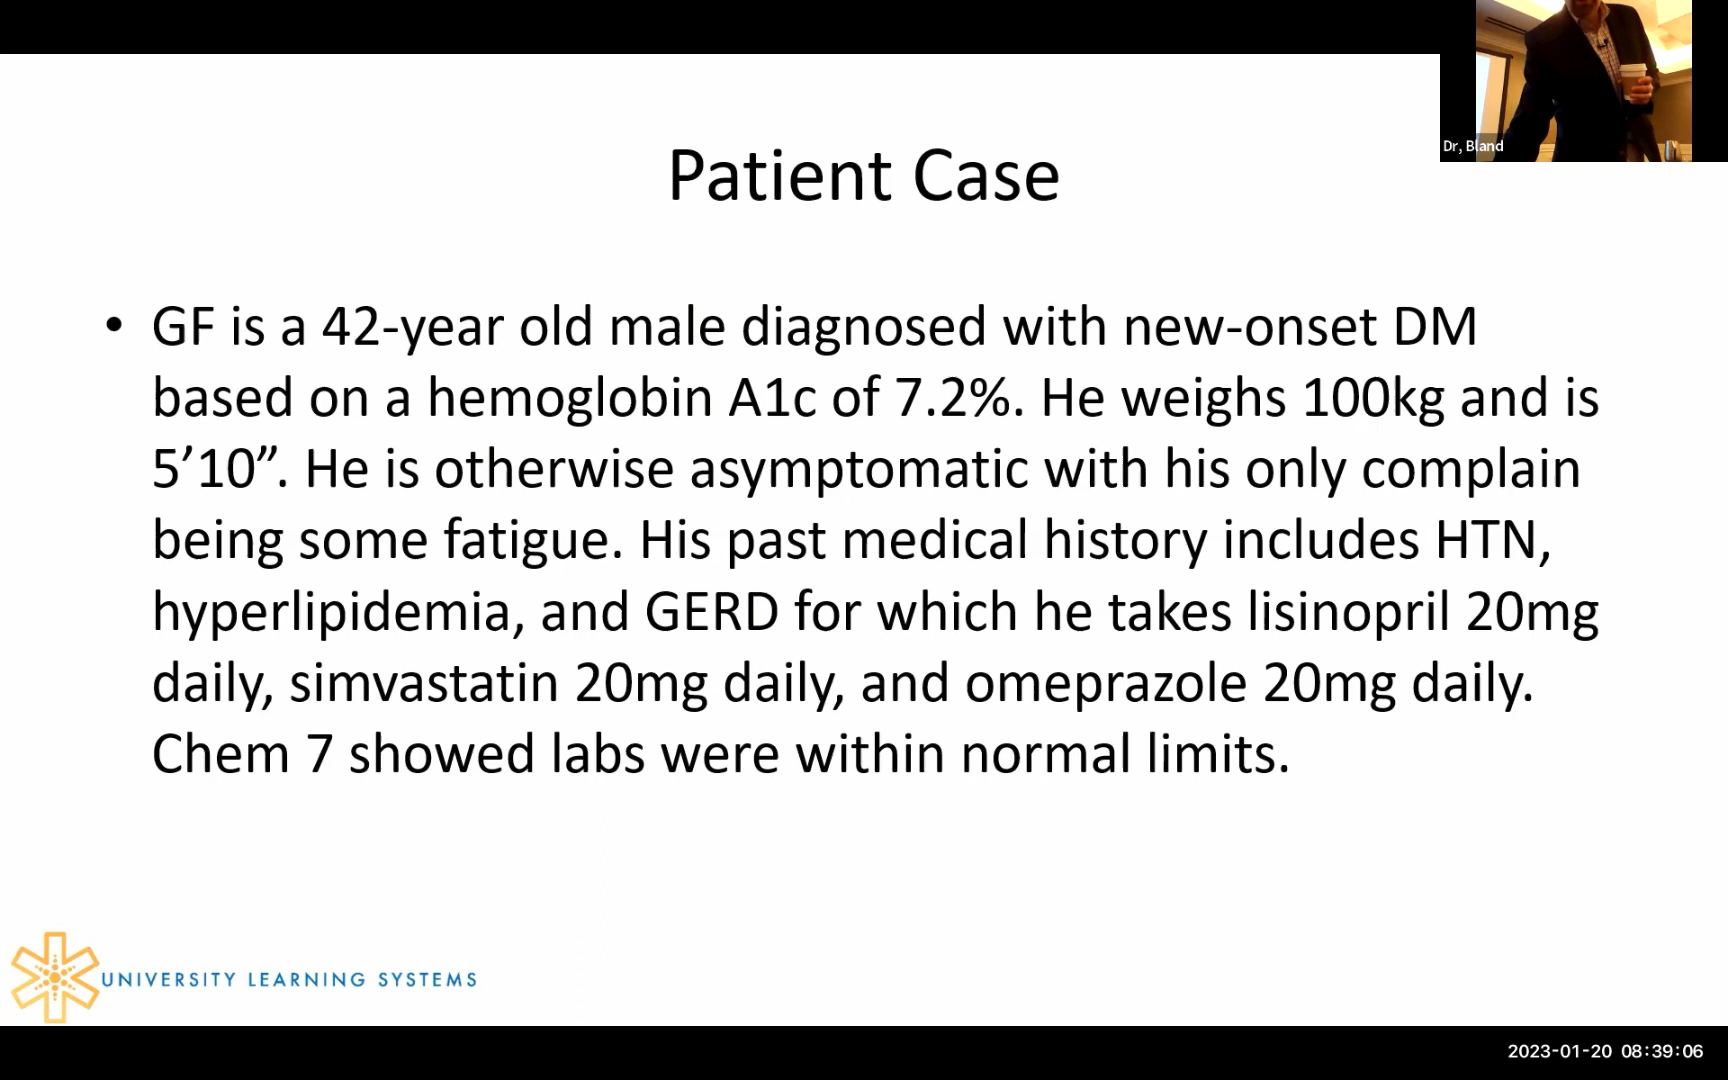 Dr, Bland
Patient Case
• GF is a 42-year old male diagnosed with new-onset DM
based on a hemoglobin A1c of 7.2%. He weighs 100kg and is
5’10”. He is otherwise asymptomatic with his only complain
being some fatigue. His past medical history includes HTN,
hyperlipidemia, and GERD for which he takes lisinopril 20mg
daily, simvastatin 20mg daily, and omeprazole 20mg daily.
Chem 7 showed labs were within normal limits.
UNIVERSITY LEARNING SYSTEMS
2023-01-20 08:39:06